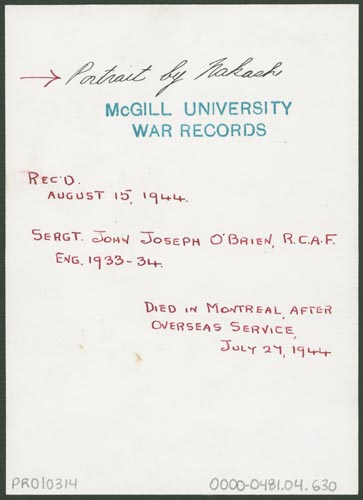 → Portrait by Nakash
McGILL UNIVERSITY
WAR RECORDS
REC'D.
AUGUST 15, 1944.
SERGT. JOHN JOSEPH O'BRIEN, R.C.A.F.
ENG. 1933-34.
DIED IN MONTREAL, AFTER
OVERSEAS SERVICE,
JULY 27, 1944
PR010314
0000-0481.04.630